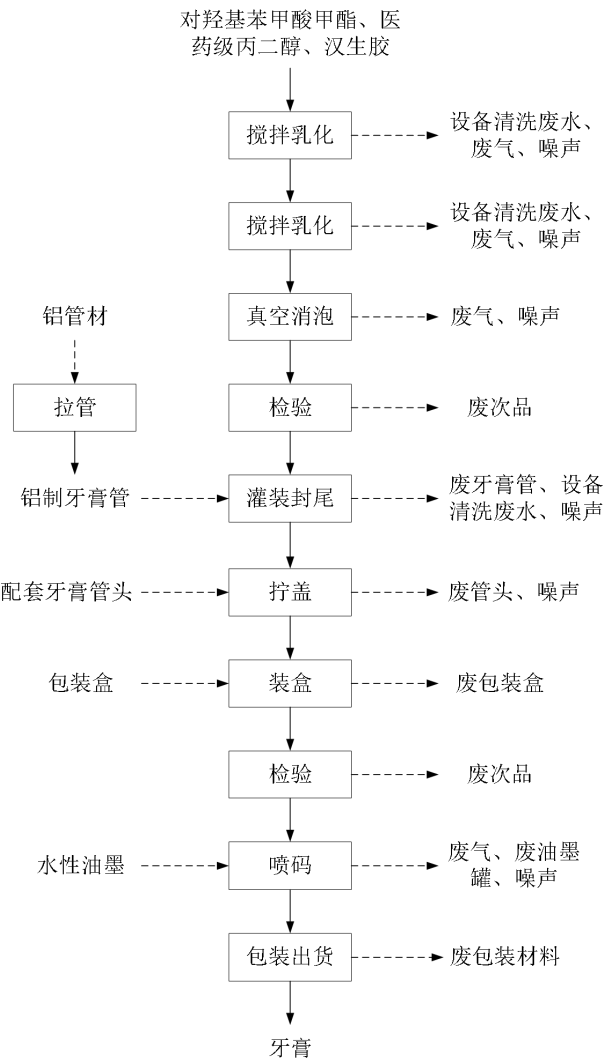 对羟基苯甲酸甲酯、医
药级丙二醇、汉生胶
搅拌乳化
设备清洗废水、
废气、噪声
搅拌乳化
设备清洗废水、
废气、噪声
铝管材
真空消泡
废气、噪声
拉管
检验
废次品
铝制牙膏管
灌装封尾
废牙膏管、设备
清洗废水、噪声
配套牙膏管头
拧盖
废管头、噪声
包装盒
装盒
废包装盒
检验
废次品
水性油墨
喷码
废气、废油墨
罐、噪声
包装出货
废包装材料
牙膏